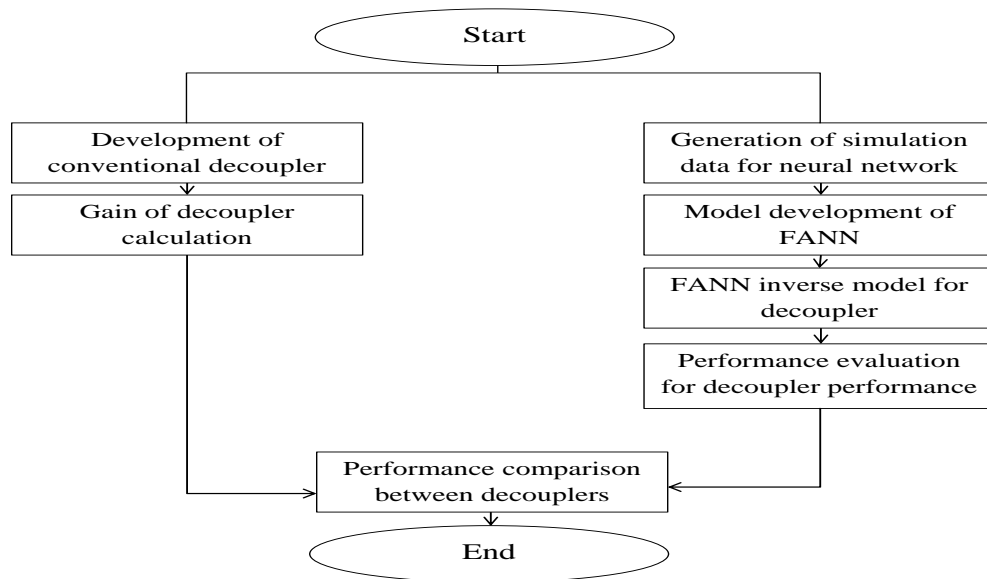 Start
Development of
conventional decoupler
Gain of decoupler
calculation
Generation of simulation
data for neural network
Model development of
FANN
FANN inverse model for
decoupler
Performance evaluation
for decoupler performance
Performance comparison
between decouplers
End